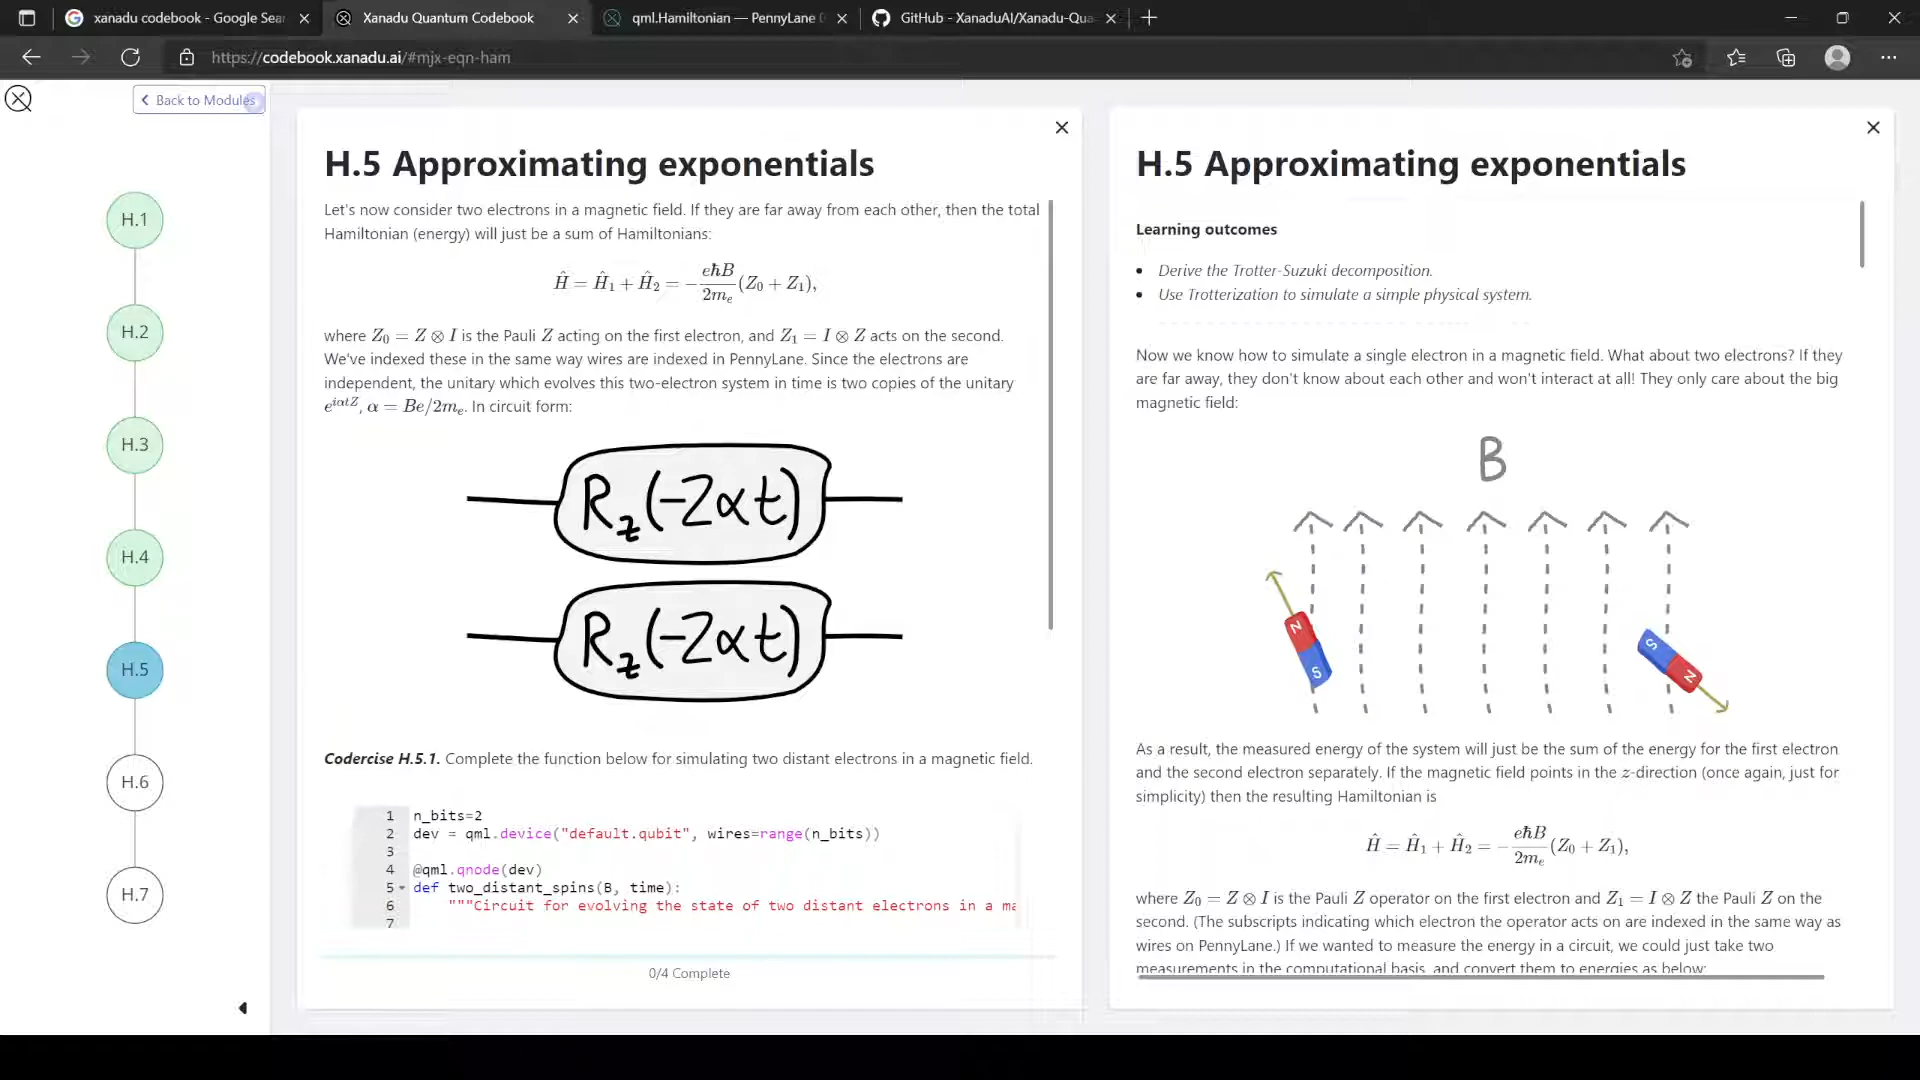 xanadu codebook - Google Sear
Xanadu Quantum Codebook
qml.Hamiltonian — PennyLane
GitHub - XanaduAI/Xanadu-Qua
https://codebook.xanadu.ai/#mjx-eqn-ham
Back to Modules
H.1
H.2
H.3
H.4
H.5
H.6
H.7
H.5 Approximating exponentials
Let's now consider two electrons in a magnetic field. If they are far away from each other, then the total
Hamiltonian (energy) will just be a sum of Hamiltonians:
Ĥ = Ĥ₁ + Ĥ₂ = −eħB/2mₑ (Z₀ + Z₁),
where Z₀ = Z ⊗ I is the Pauli Z acting on the first electron, and Z₁ = I ⊗ Z acts on the second.
We've indexed these in the same way wires are indexed in PennyLane. Since the electrons are
independent, the unitary which evolves this two-electron system in time is two copies of the unitary
e^{iαtZ}, α = Be/2mₑ. In circuit form:
R_z(−2αt)
R_z(−2αt)
Codercise H.5.1. Complete the function below for simulating two distant electrons in a magnetic field.
1 n_bits=2
2 dev = qml.device("default.qubit", wires=range(n_bits))
3
4 @qml.qnode(dev)
5 def two_distant_spins(B, time):
6 """Circuit for evolving the state of two distant electrons in a ma
7
0/4 Complete
H.5 Approximating exponentials
Learning outcomes
• Derive the Trotter-Suzuki decomposition.
• Use Trotterization to simulate a simple physical system.
Now we know how to simulate a single electron in a magnetic field. What about two electrons? If they
are far away, they don't know about each other and won't interact at all! They only care about the big
magnetic field:
B
N
S
S
N
As a result, the measured energy of the system will just be the sum of the energy for the first electron
and the second electron separately. If the magnetic field points in the z-direction (once again, just for
simplicity) then the resulting Hamiltonian is
Ĥ = Ĥ₁ + Ĥ₂ = −eħB/2mₑ (Z₀ + Z₁),
where Z₀ = Z ⊗ I is the Pauli Z operator on the first electron and Z₁ = I ⊗ Z the Pauli Z on the
second. (The subscripts indicating which electron the operator acts on are indexed in the same way as
wires on PennyLane.) If we wanted to measure the energy in a circuit, we could just take two
measurements in the computational basis, and convert them to energies as below: